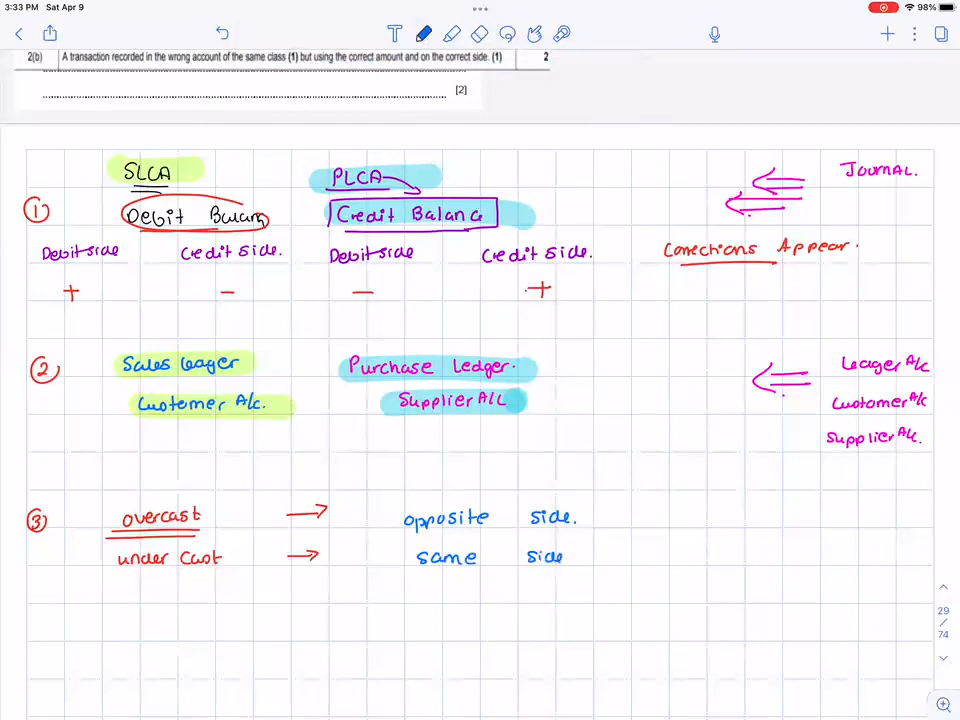 3:33 PM Sat Apr 9
98%
2(b) A transaction recorded in the wrong account of the same class (1) but using the correct amount and on the correct side. (1) 2
[2]
SLCA PLCA JOURNAL.
① Debit Balance Credit Balance
Debit side Credit side. Debit side Credit side. Corrections Appear.
+ − − +
② Sales Leager Purchase Ledger. Leager A/c
Customer A/c. Supplier A/c Customer A/c
Supplier A/c.
③ overcast → opposite side.
under cast → same side
29
/
74